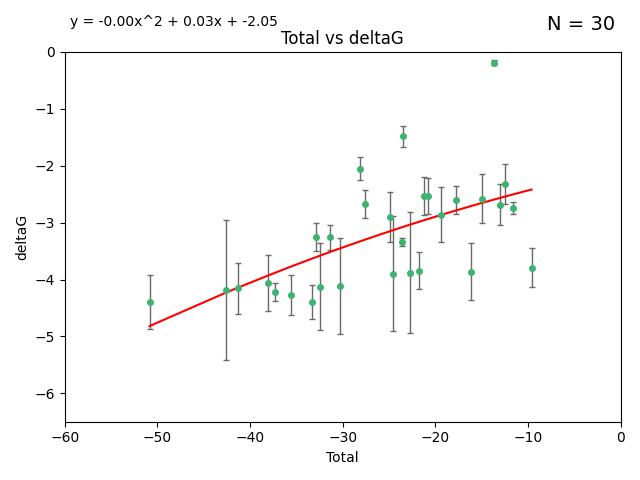 y = -0.00x^2 + 0.03x + -2.05
N = 30
Total vs deltaG
0
−1
−2
−3
−4
−5
−6
deltaG
−60 −50 −40 −30 −20 −10 0
Total